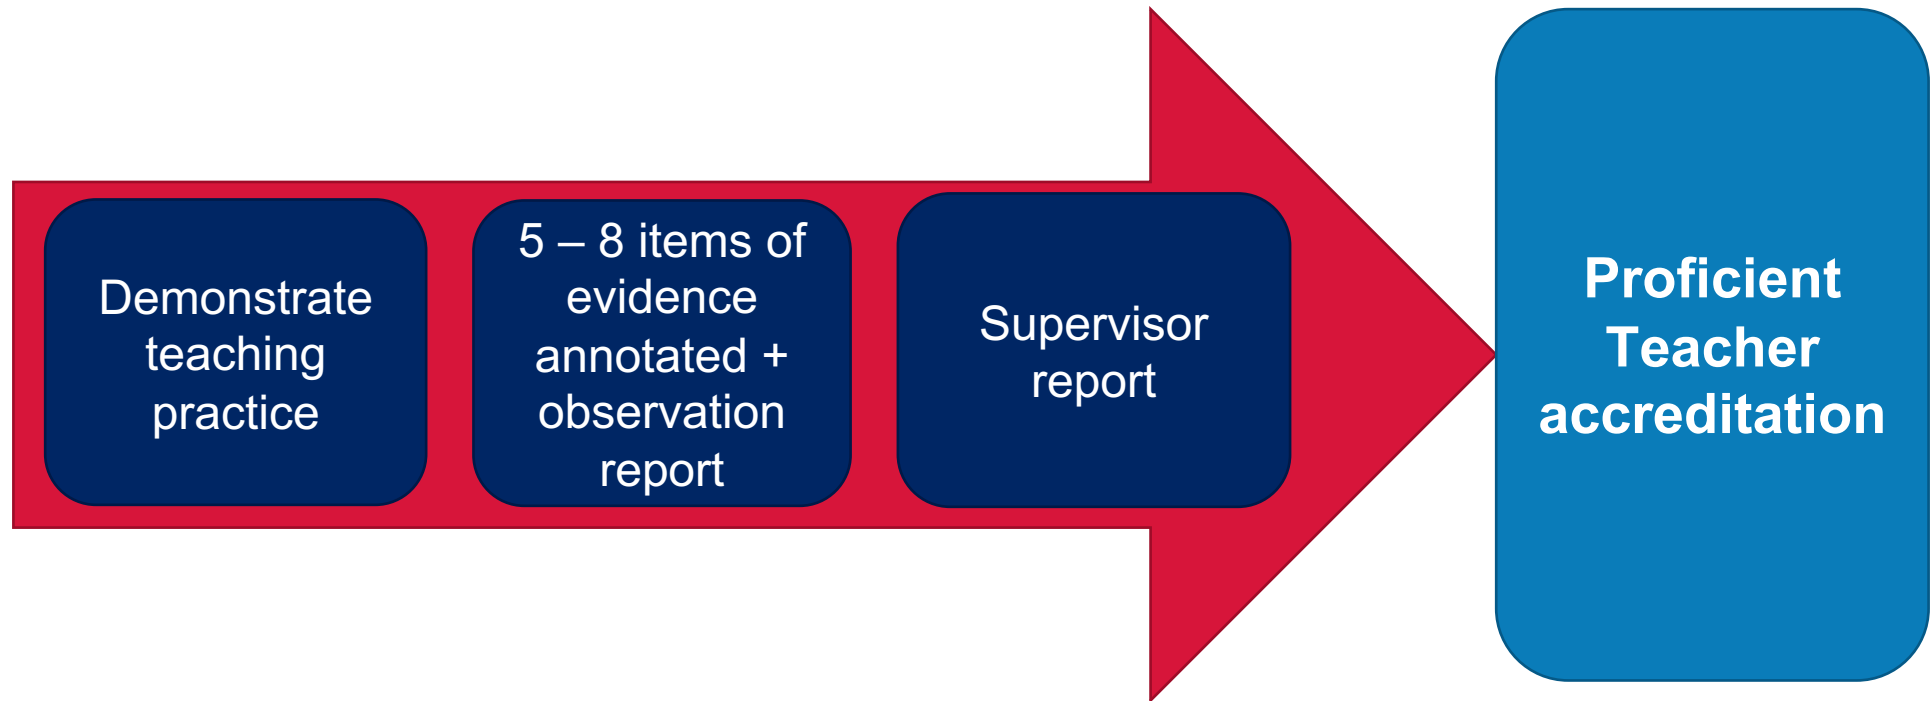 Demonstrate
teaching
practice
5 – 8 items of
evidence
annotated +
observation
report
Supervisor
report
Proficient
Teacher
accreditation